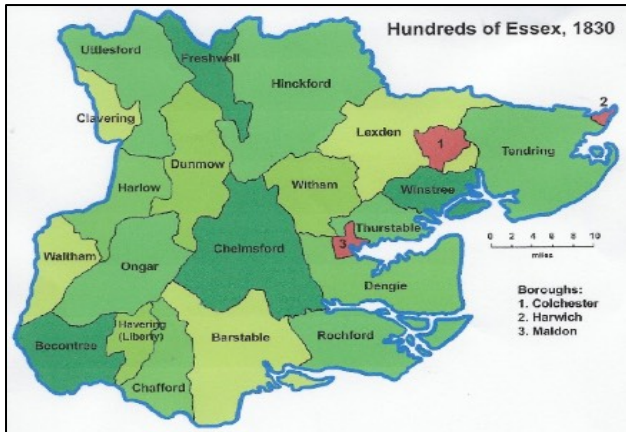 Hundreds of Essex, 1830
Uttlesford
Freshwell
Hinckford
Clavering
Lexden
2
1
Tendring
Dunmow
Witham
Harlow
Winstree
Thurstable
Waltham
Chelmsford
3
0 2 4 6 8 10
miles
Ongar
Dengie
Boroughs:
1. Colchester
2. Harwich
3. Maldon
Becontree
Havering
(Liberty)
Barstable
Rochford
Chafford